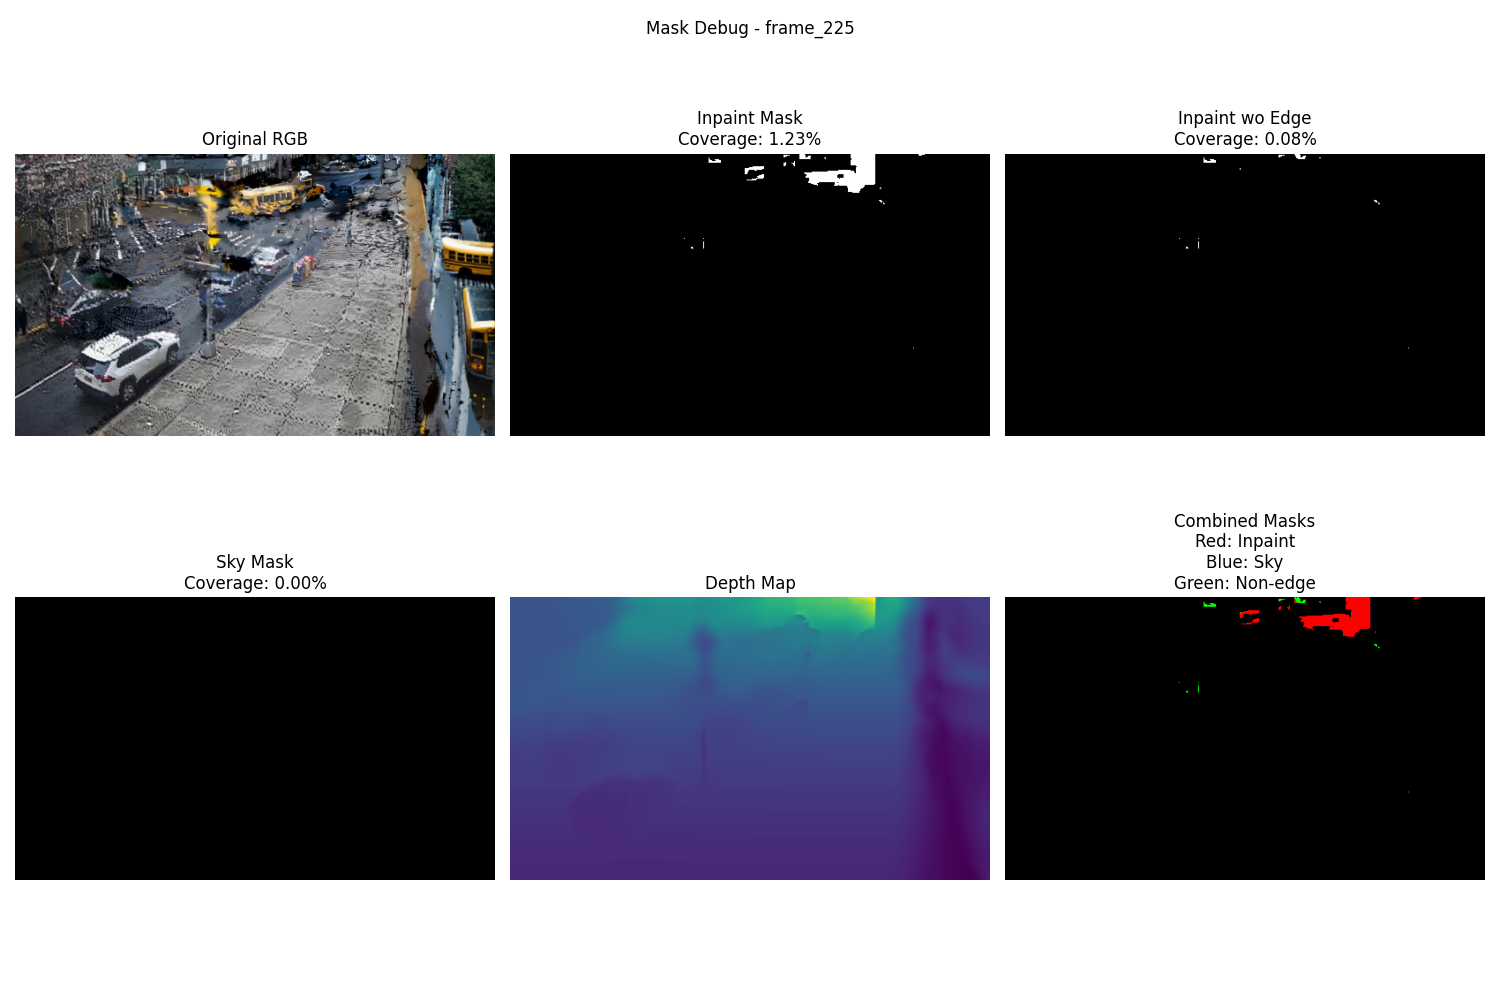 Mask Debug - frame_225
Original RGB
Inpaint Mask
Coverage: 1.23%
Inpaint wo Edge
Coverage: 0.08%
Sky Mask
Coverage: 0.00%
Depth Map
Combined Masks
Red: Inpaint
Blue: Sky
Green: Non-edge